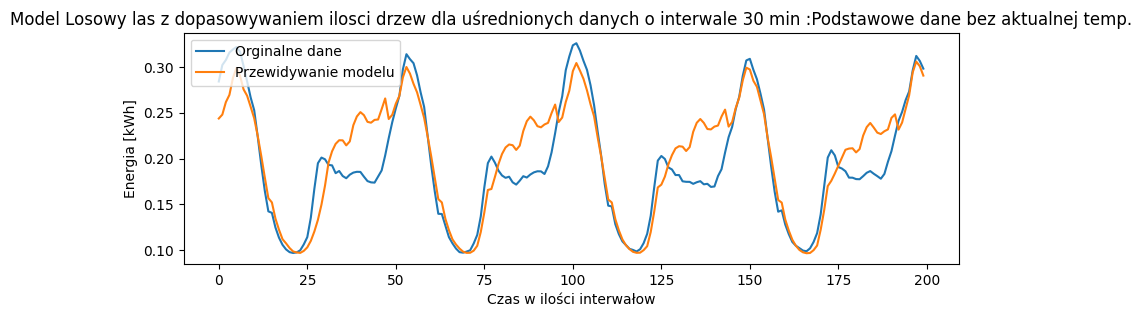 Model Losowy las z dopasowywaniem ilosci drzew dla uśrednionych danych o interwale 30 min :Podstawowe dane bez aktualnej temp.
Orginalne dane
Przewidywanie modelu
Energia [kWh]
0.30
0.25
0.20
0.15
0.10
0 25 50 75 100 125 150 175 200
Czas w ilości interwałow